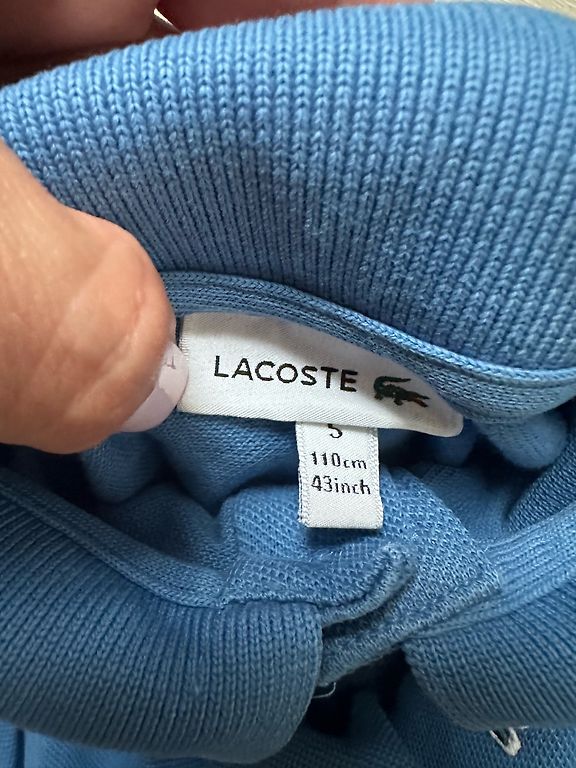 LACOSTE
5
110cm
43inch